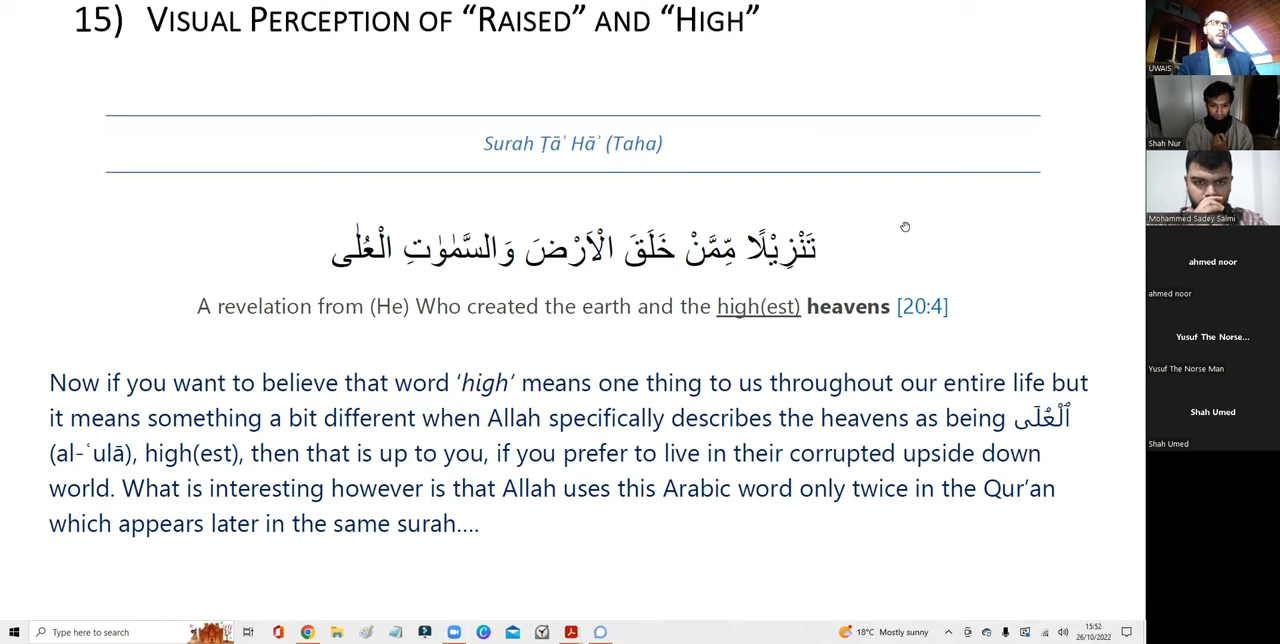 15) VISUAL PERCEPTION OF “RAISED” AND “HIGH”
Surah Ṭāʾ Hāʾ (Taha)
تَنْزِيْلًا مِّمَّنْ خَلَقَ الْاَرْضَ وَالسَّمٰوٰتِ الْعُلٰى
A revelation from (He) Who created the earth and the high(est) heavens [20:4]
Now if you want to believe that word ‘high’ means one thing to us throughout our entire life but
it means something a bit different when Allah specifically describes the heavens as being ٱلْعُلَى
(al-ʿulā), high(est), then that is up to you, if you prefer to live in their corrupted upside down
world. What is interesting however is that Allah uses this Arabic word only twice in the Qur’an
which appears later in the same surah....
UWAIS
Shah Nur
Mohammed Sadey Salmi
ahmed noor
ahmed noor
Yusuf The Norse...
Yusuf The Norse Man
Shah Umed
Shah Umed
Type here to search
18°C Mostly sunny
15:52
26/10/2022